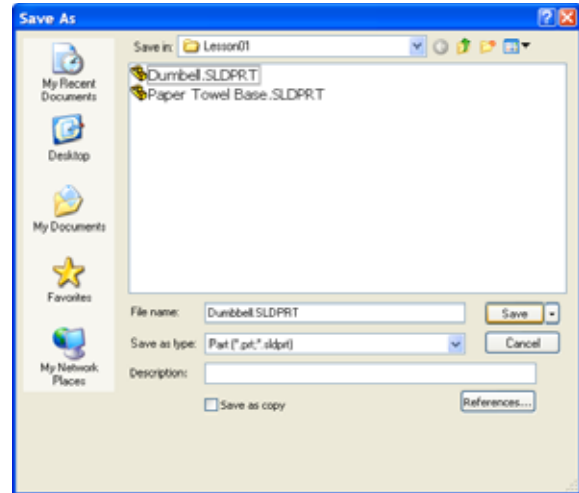 Save As
Save in: Lesson01
Dumbell.SLDPRT
Paper Towel Base.SLDPRT
My Recent
Documents
Desktop
My Documents
Favorites
My Network
Places
File name: Dumbbell.SLDPRT Save
Save as type: Part (*.prt;*.sldprt) Cancel
Description:
Save as copy References...